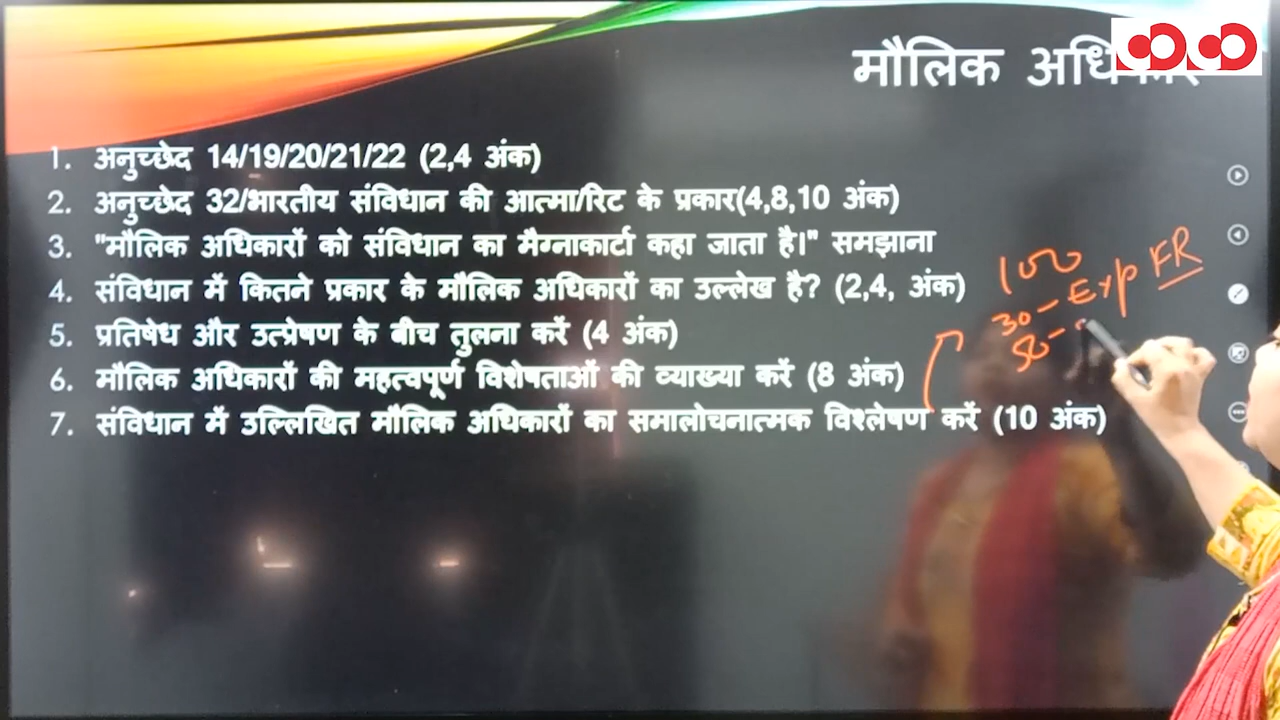 मौलिक अधिकार
1. अनुच्छेद 14/19/20/21/22 (2,4 अंक)
2. अनुच्छेद 32/भारतीय संविधान की आत्मा/रिट के प्रकार(4,8,10 अंक)
3. "मौलिक अधिकारों को संविधान का मैग्नाकार्टा कहा जाता है।" समझाना
4. संविधान में कितने प्रकार के मौलिक अधिकारों का उल्लेख है? (2,4, अंक)
5. प्रतिषेध और उत्प्रेषण के बीच तुलना करें (4 अंक)
6. मौलिक अधिकारों की महत्वपूर्ण विशेषताओं की व्याख्या करें (8 अंक)
7. संविधान में उल्लिखित मौलिक अधिकारों का समालोचनात्मक विश्लेषण करें (10 अंक)
100
30 – Exp FR
50 –